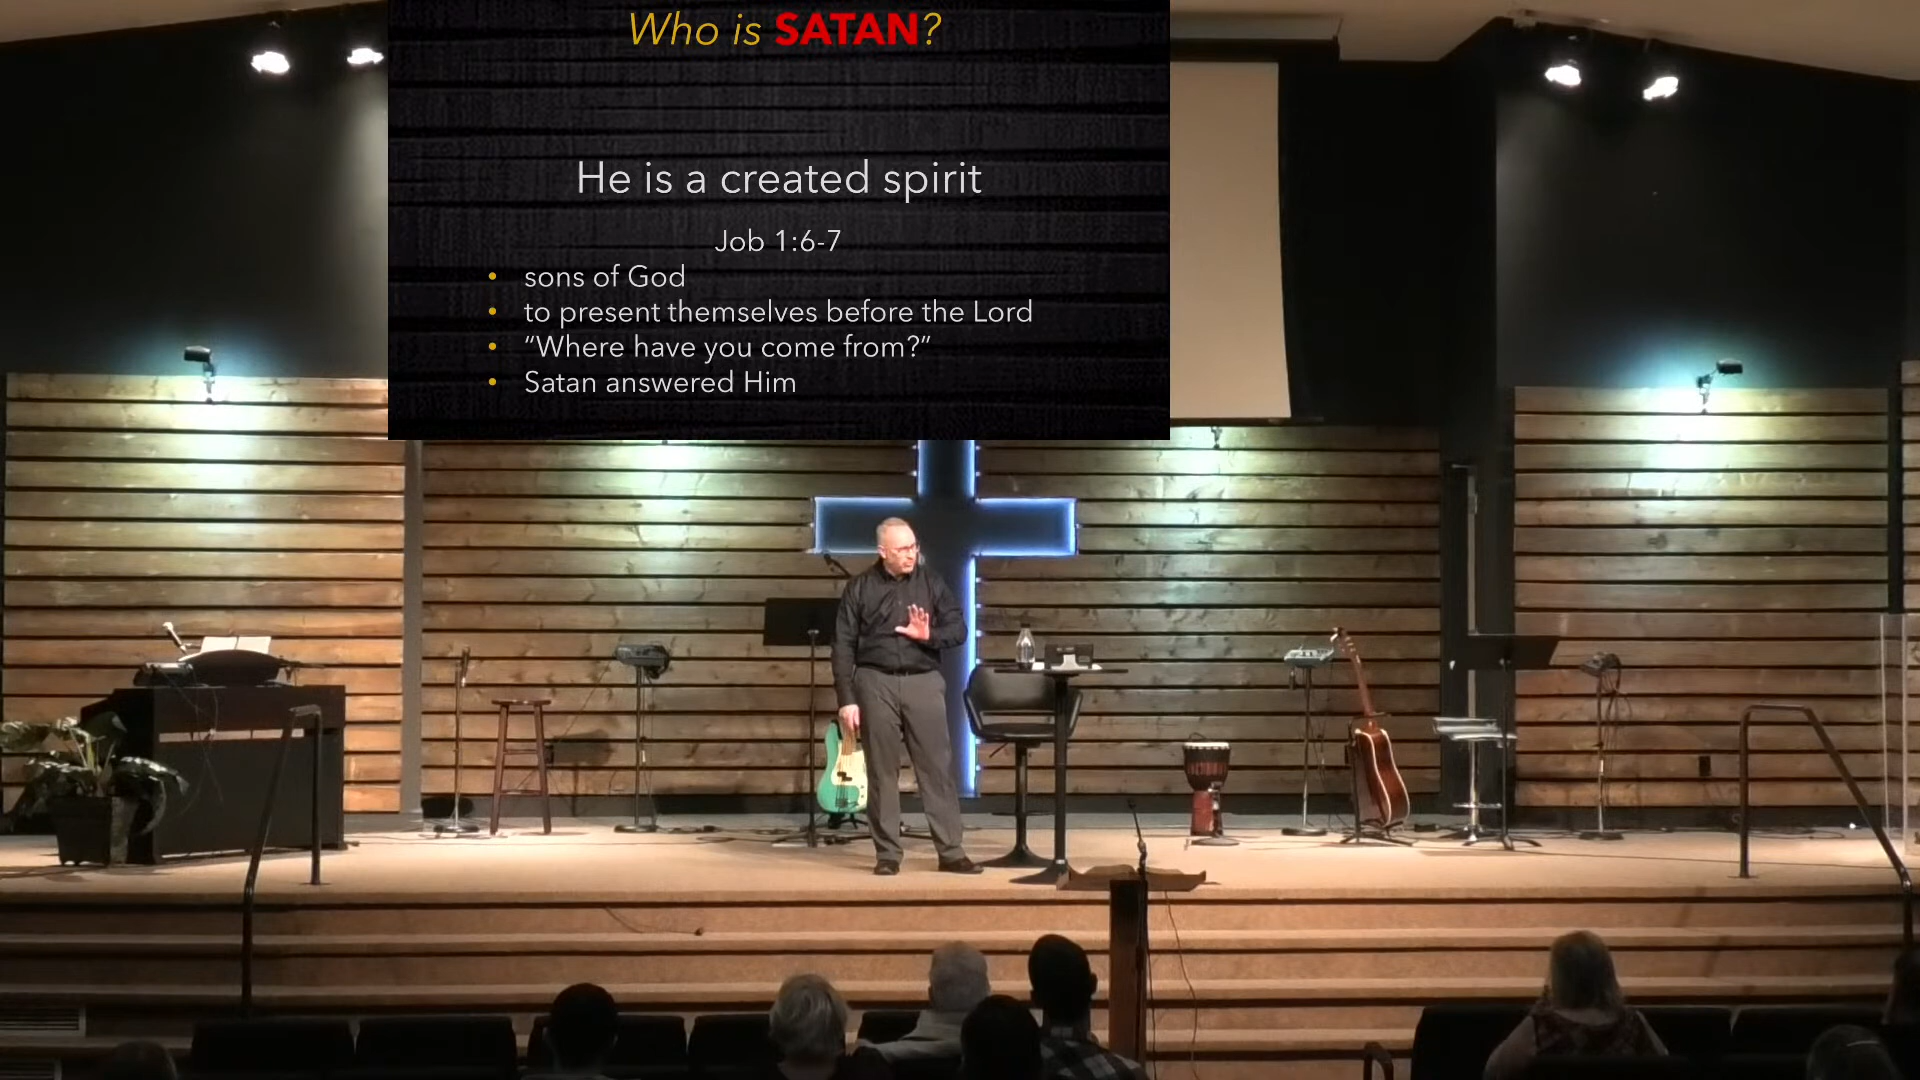 Who is SATAN?
He is a created spirit
Job 1:6-7
• sons of God
• to present themselves before the Lord
• “Where have you come from?”
• Satan answered Him